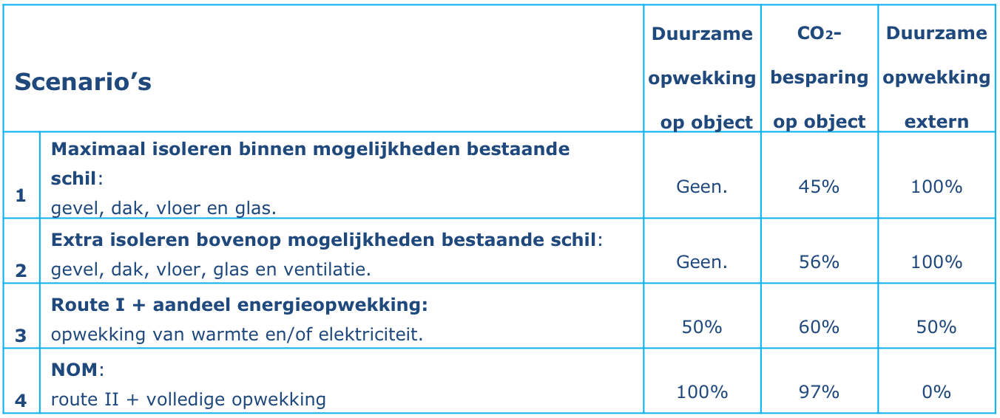 Scenario’s
Duurzame
opwekking
op object
CO₂-
besparing
op object
Duurzame
opwekking
extern
1
Maximaal isoleren binnen mogelijkheden bestaande
schil:
gevel, dak, vloer en glas.
Geen.
45%
100%
2
Extra isoleren bovenop mogelijkheden bestaande schil:
gevel, dak, vloer, glas en ventilatie.
Geen.
56%
100%
3
Route I + aandeel energieopwekking:
opwekking van warmte en/of elektriciteit.
50%
60%
50%
4
NOM:
route II + volledige opwekking
100%
97%
0%